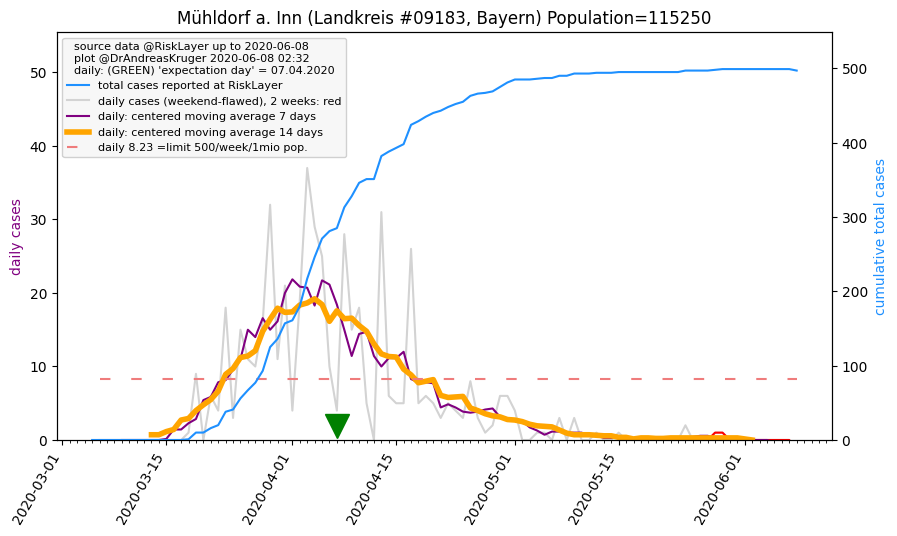 Mühldorf a. Inn (Landkreis #09183, Bayern) Population=115250
source data @RiskLayer up to 2020-06-08
plot @DrAndreasKruger 2020-06-08 02:32
daily: (GREEN) 'expectation day' = 07.04.2020
total cases reported at RiskLayer
daily cases (weekend-flawed), 2 weeks: red
daily: centered moving average 7 days
daily: centered moving average 14 days
daily 8.23 =limit 500/week/1mio pop.
daily cases
50
40
30
20
10
0
500
400
300
200
100
0
cumulative total cases
2020-03-01
2020-03-15
2020-04-01
2020-04-15
2020-05-01
2020-05-15
2020-06-01